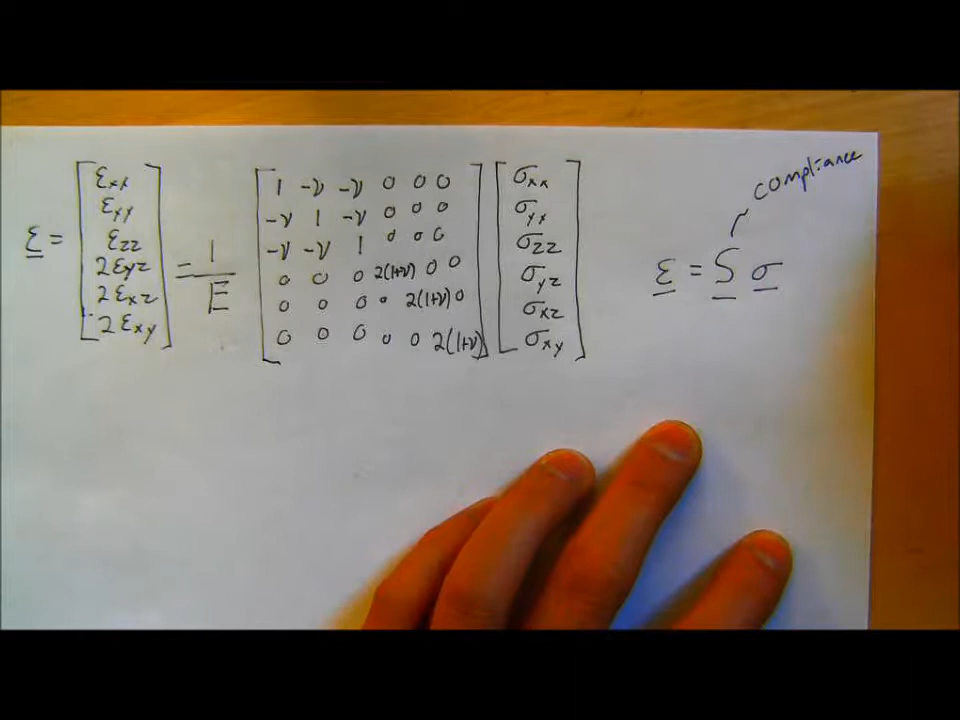 ε = [ εxx εyy εzz 2εyz 2εxz 2εxy ] = 1/E
1 -ν -ν 0 0 0
-ν 1 -ν 0 0 0
-ν -ν 1 0 0 0
0 0 0 2(1+ν) 0 0
0 0 0 0 2(1+ν) 0
0 0 0 0 0 2(1+ν)
σxx
σyx
σzz
σyz
σxz
σxy
compliance
ε = S σ